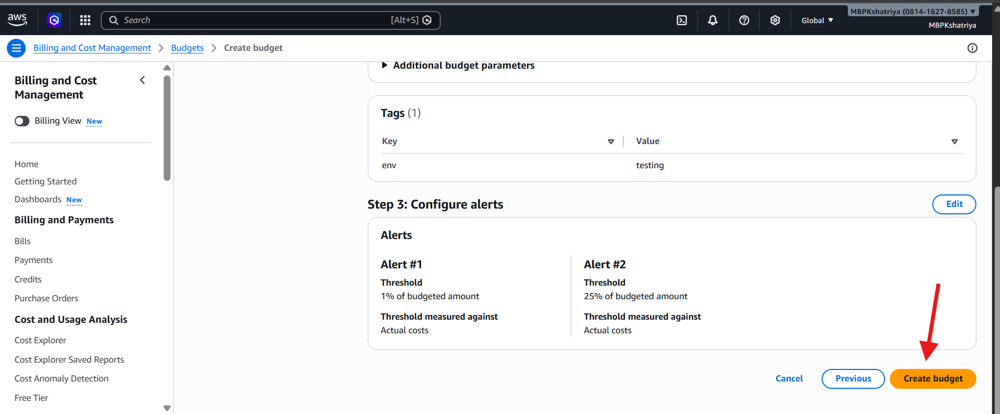 aws
Search
[Alt+S]
Global
MBPKshatriya (0814-1627-8585)
MBPKshatriya
Billing and Cost Management
Budgets
Create budget
Billing and Cost
Management
Billing View New
Home
Getting Started
Dashboards New
Billing and Payments
Bills
Payments
Credits
Purchase Orders
Cost and Usage Analysis
Cost Explorer
Cost Explorer Saved Reports
Cost Anomaly Detection
Free Tier
Additional budget parameters
Tags (1)
Key Value
env testing
Step 3: Configure alerts
Edit
Alerts
Alert #1
Threshold
1% of budgeted amount
Threshold measured against
Actual costs
Alert #2
Threshold
25% of budgeted amount
Threshold measured against
Actual costs
Cancel
Previous
Create budget